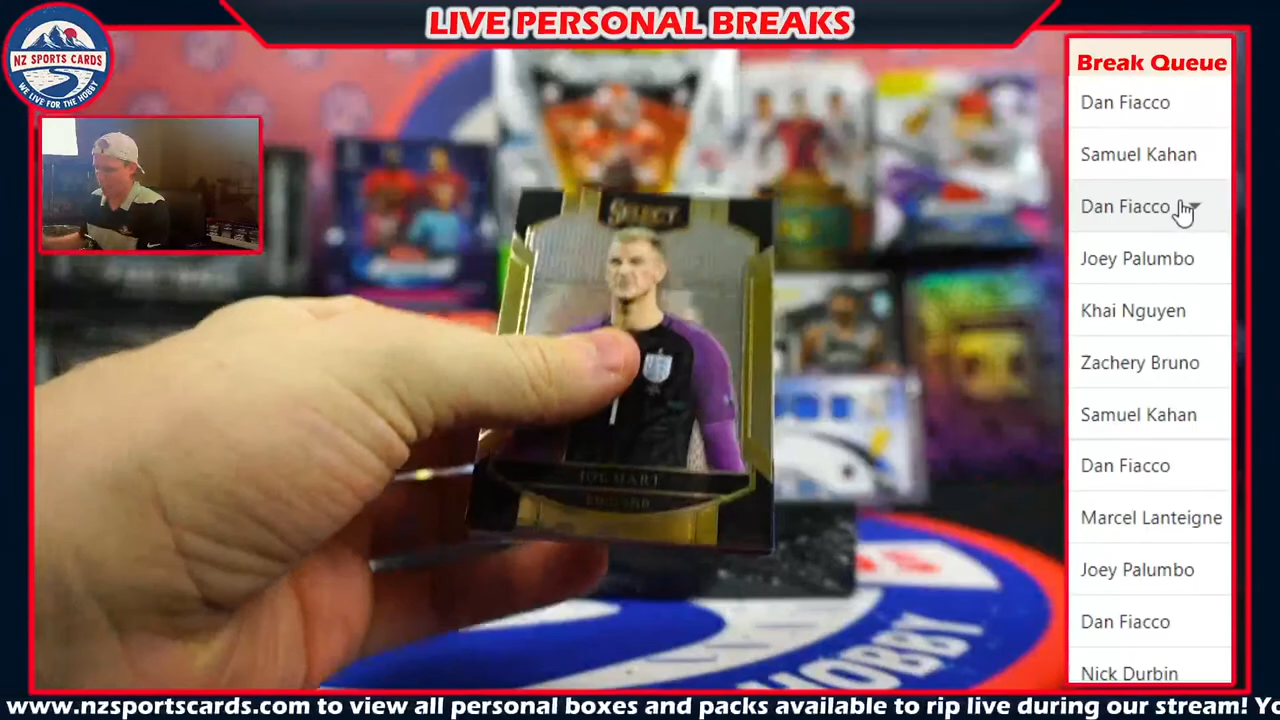 LIVE PERSONAL BREAKS
NZ SPORTS CARDS
WE LIVE FOR THE HOBBY
Break Queue
Dan Fiacco
Samuel Kahan
Dan Fiacco
Joey Palumbo
Khai Nguyen
Zachery Bruno
Samuel Kahan
Dan Fiacco
Marcel Lanteigne
Joey Palumbo
Dan Fiacco
Nick Durbin
SELECT
JOE HART
ENGLAND
HOBBY
www.nzsportscards.com to view all personal boxes and packs available to rip live during our stream! Yo